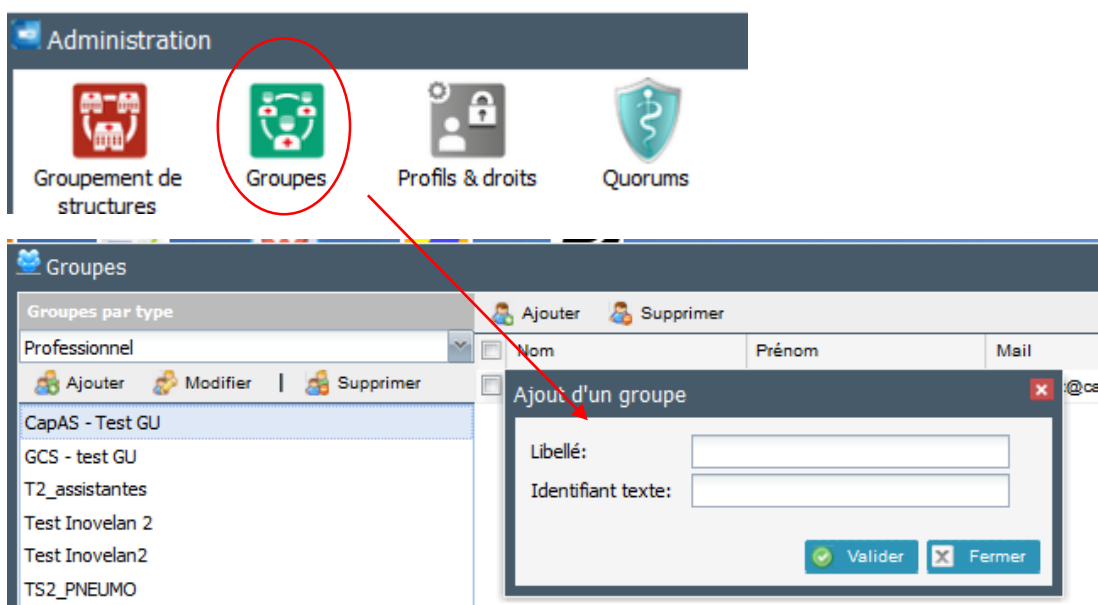 Administration
Groupement de structures
Groupes
Profils & droits
Quorums
Groupes
Groupes par type
Professionnel
Ajouter Modifier | Supprimer
CapAS - Test GU
GCS - test GU
T2_assistantes
Test Inovelan 2
Test Inovelan2
TS2_PNEUMO
Ajouter Supprimer
Nom Prénom Mail
@ca
Ajout d'un groupe
Libellé:
Identifiant texte:
Valider Fermer